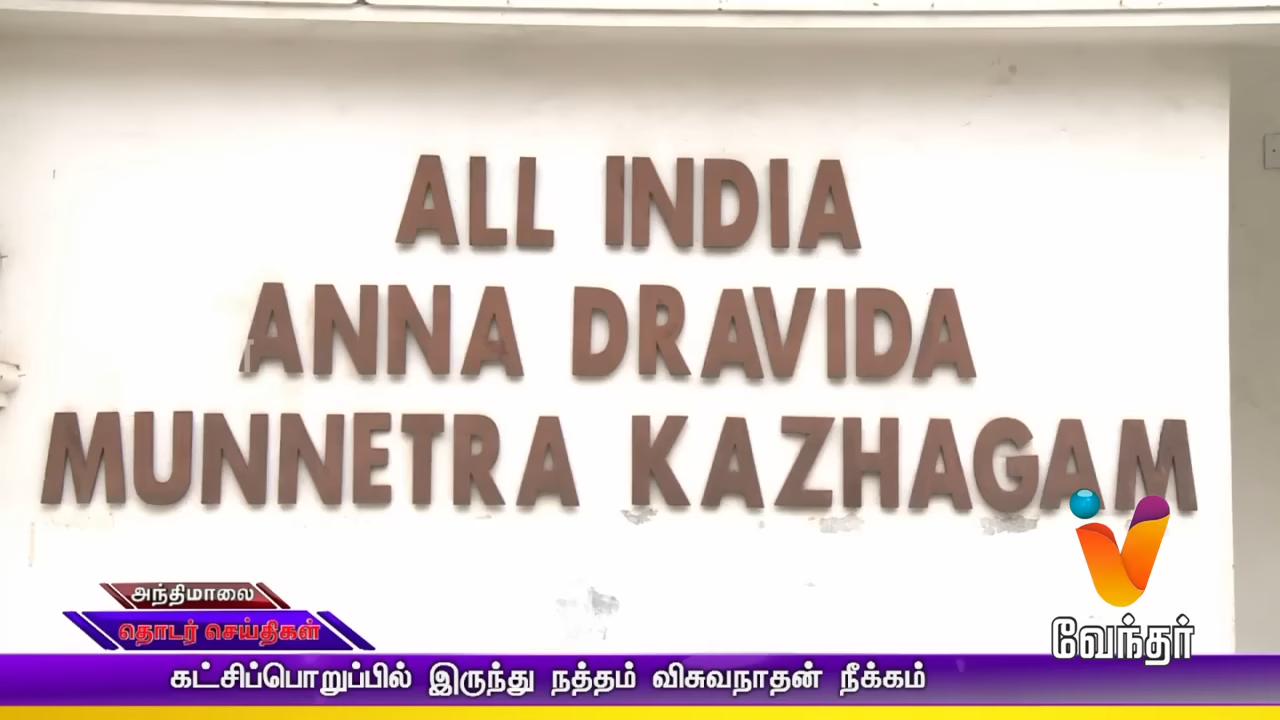 ALL INDIA
ANNA DRAVIDA
MUNNETRA KAZHAGAM
அந்திமாலை
தொடர் செய்திகள்
வேந்தர்
கட்சிப்பொறுப்பில் இருந்து நத்தம் விசுவநாதன் நீக்கம்